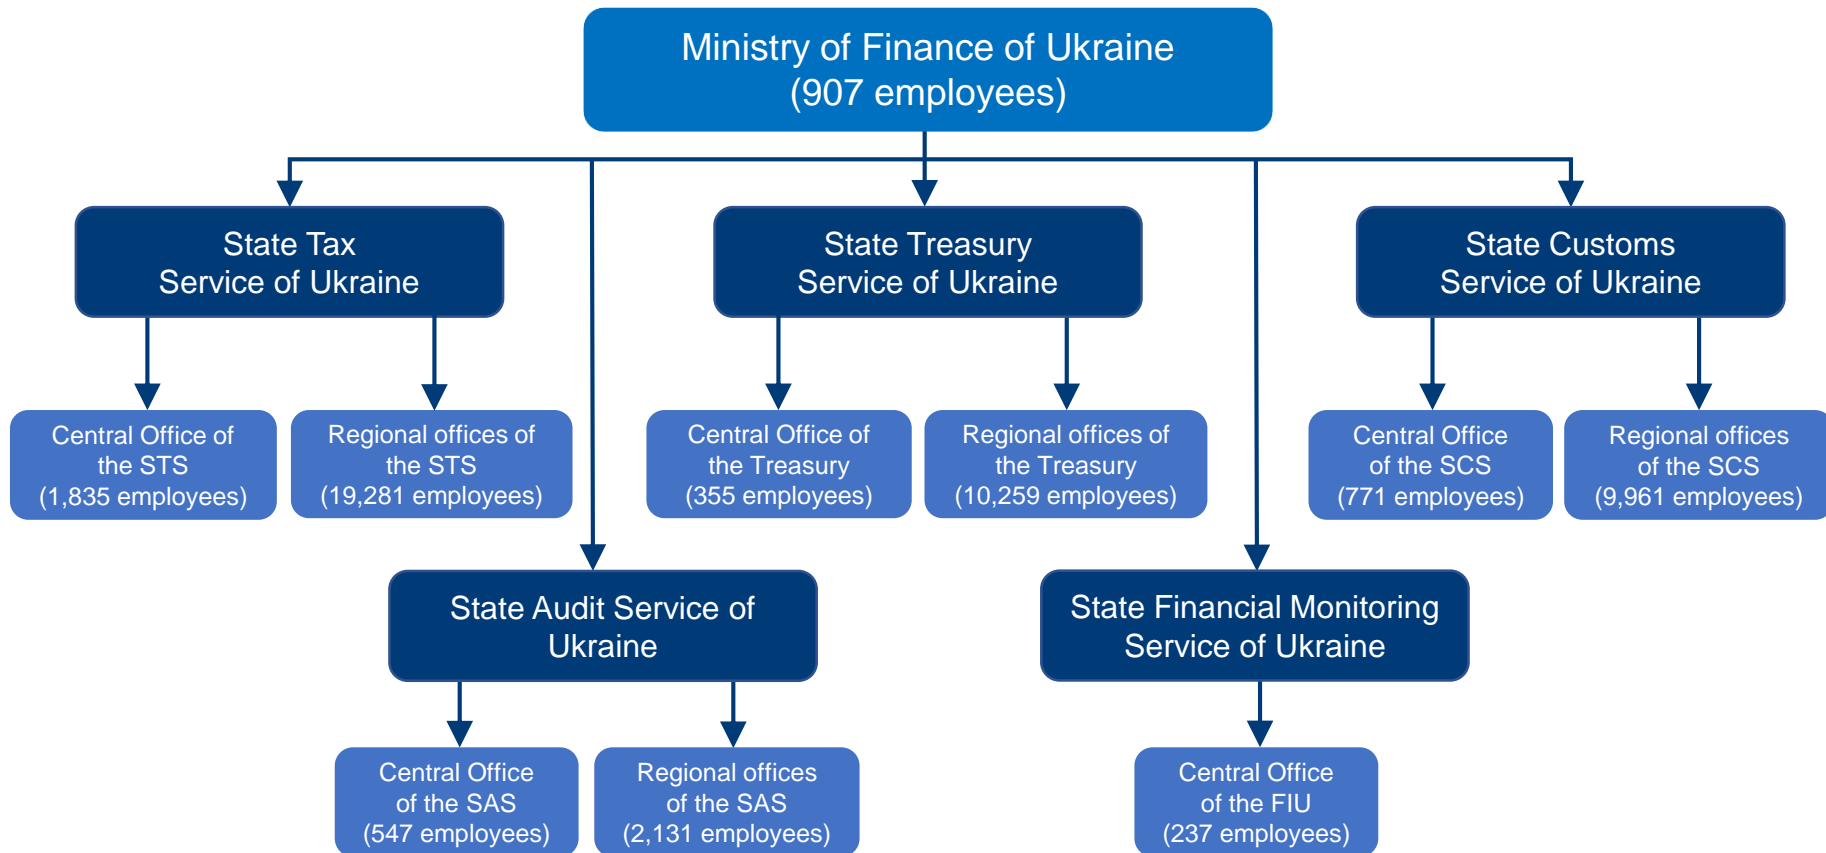 Ministry of Finance of Ukraine
(907 employees)
State Tax
Service of Ukraine
State Treasury
Service of Ukraine
State Customs
Service of Ukraine
Central Office of
the STS
(1,835 employees)
Regional offices of
the STS
(19,281 employees)
Central Office of
the Treasury
(355 employees)
Regional offices of
the Treasury
(10,259 employees)
Central Office
of the SCS
(771 employees)
Regional offices
of the SCS
(9,961 employees)
State Audit Service of
Ukraine
State Financial Monitoring
Service of Ukraine
Central Office
of the SAS
(547 employees)
Regional offices
of the SAS
(2,131 employees)
Central Office
of the FIU
(237 employees)